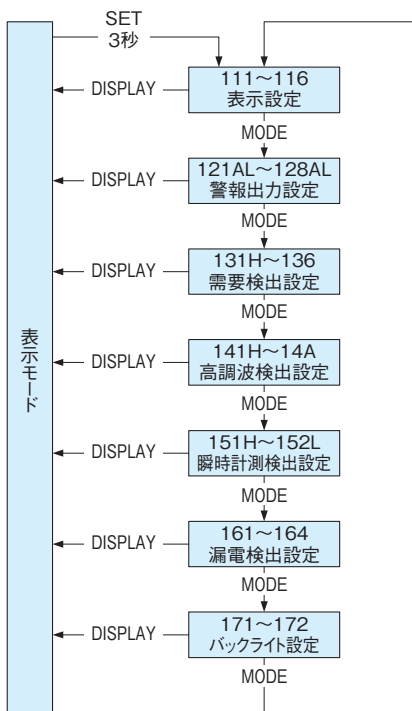 SET
3秒
DISPLAY
111～116
表示設定
MODE
DISPLAY
121AL～128AL
警報出力設定
MODE
DISPLAY
131H～136
需要検出設定
MODE
表示モード
DISPLAY
141H～14A
高調波検出設定
MODE
DISPLAY
151H～152L
瞬時計測検出設定
MODE
DISPLAY
161～164
漏電検出設定
MODE
DISPLAY
171～172
バックライト設定
MODE